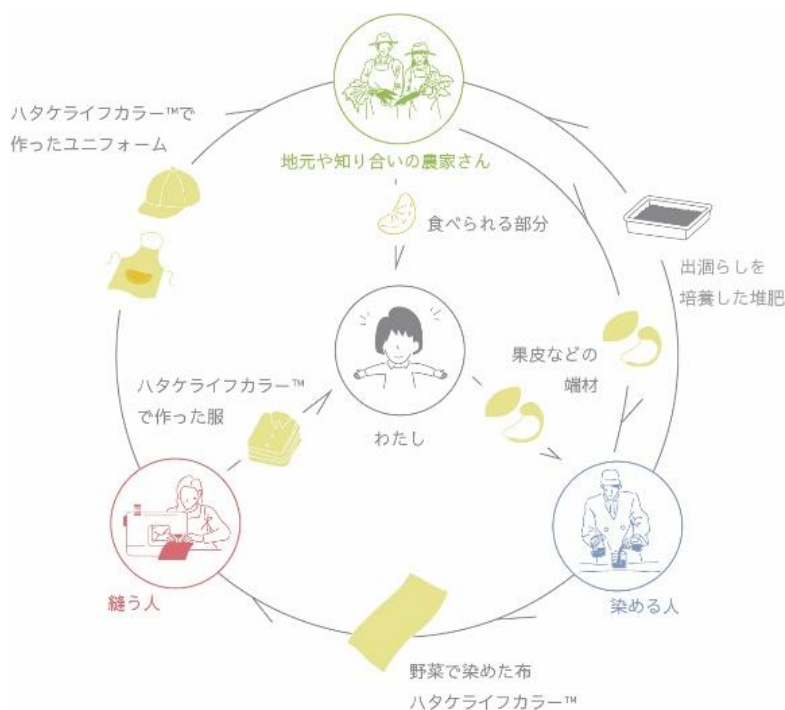 ハタケライフカラー™で
作ったユニフォーム
地元や知り合いの農家さん
食べられる部分
出涸らしを
培養した堆肥
果皮などの
端材
ハタケライフカラー™
で作った服
わたし
縫う人
染める人
野菜で染めた布
ハタケライフカラー™